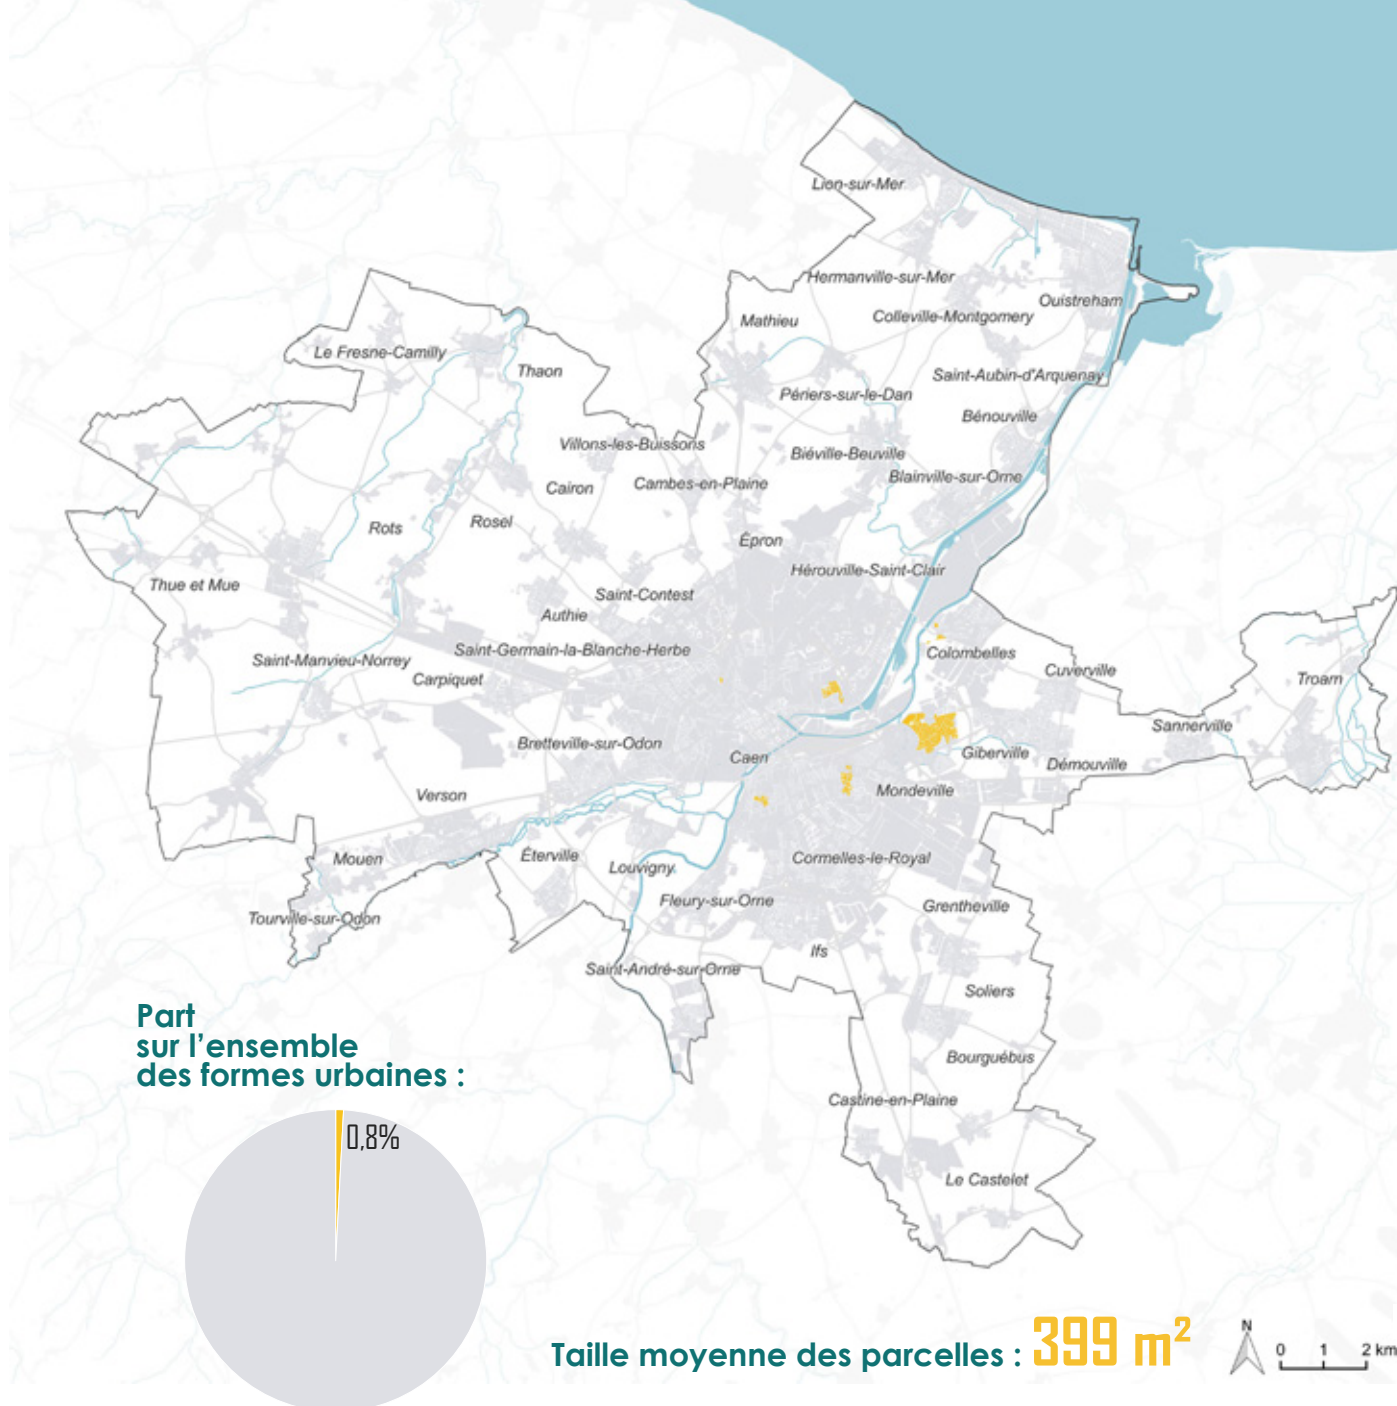 Lion-sur-Mer
Hermanville-sur-Mer
Ouistreham
Mathieu
Colleville-Montgomery
Le Fresne-Camilly
Thaon
Saint-Aubin-d'Arquenay
Périers-sur-le-Dan
Bénouville
Villons-les-Buissons
Biéville-Beuville
Cairon
Cambes-en-Plaine
Blainville-sur-Orne
Rots
Rosel
Épron
Thue et Mue
Hérouville-Saint-Clair
Saint-Contest
Authie
Saint-Manvieu-Norrey
Saint-Germain-la-Blanche-Herbe
Colombelles
Cuverville
Troarn
Carpiquet
Sannerville
Bretteville-sur-Odon
Caen
Giberville
Démouville
Verson
Mondeville
Mouen
Éterville
Louvigny
Cormelles-le-Royal
Fleury-sur-Orne
Grentheville
Tourville-sur-Odon
Ifs
Saint-André-sur-Orne
Soliers
Bourguébus
Castine-en-Plaine
Le Castelet
Part
sur l'ensemble
des formes urbaines :
0,8%
Taille moyenne des parcelles : 399 m²
N
0 1 2 km